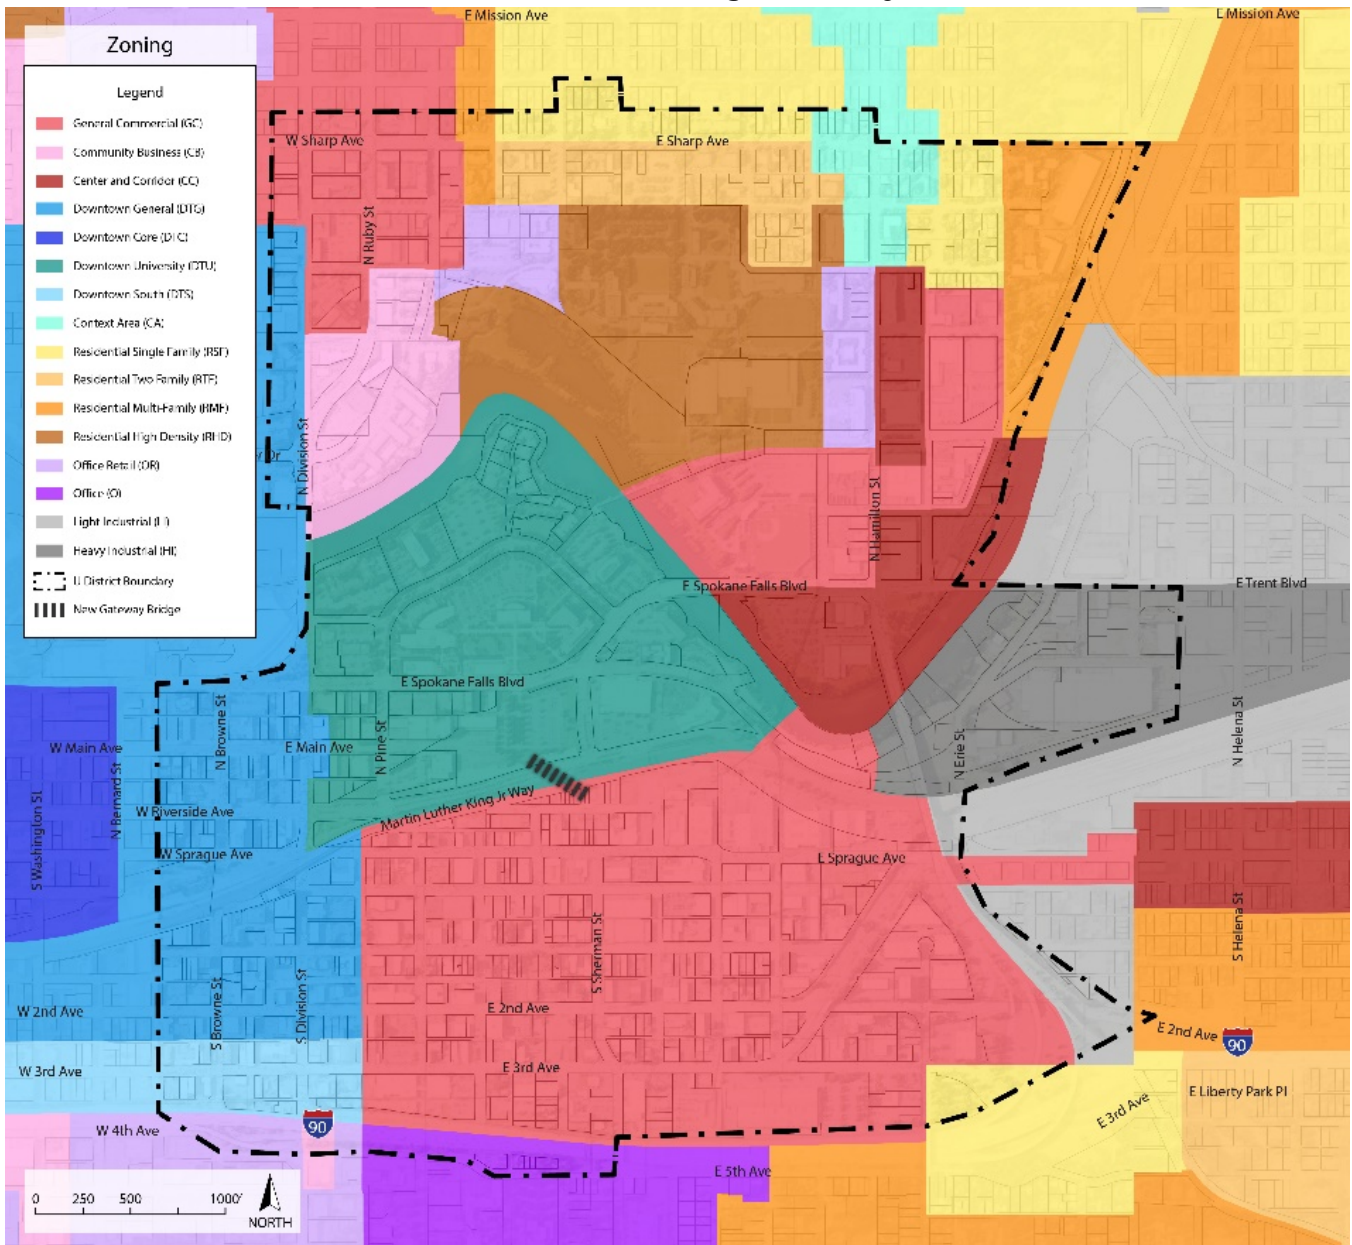 E Mission Ave
E Mission Ave
Zoning
Legend
General Commercial (GC)
Community Business (CB)
Center and Corridor (CC)
Downtown General (DTG)
Downtown Core (DTC)
Downtown University (DTU)
Downtown South (DTS)
Context Area (CA)
Residential Single Family (RSF)
Residential Two Family (RTF)
Residential Multi-Family (RMF)
Residential High Density (RHD)
Office Retail (OR)
Office (O)
Light Industrial (LI)
Heavy Industrial (HI)
U District Boundary
New Gateway Bridge
W Sharp Ave
E Sharp Ave
N Ruby St
N Division St
Dr
N Hamilton St
E Spokane Falls Blvd
E Trent Blvd
E Spokane Falls Blvd
N Browne St
N Pine St
W Main Ave
E Main Ave
N Erie St
N Helena St
S Washington St
N Bernard St
W Riverside Ave
Martin Luther King Jr Way
W Sprague Ave
E Sprague Ave
S Sherman St
S Helena St
S Browne St
S Division St
W 2nd Ave
E 2nd Ave
E 2nd Ave
90
W 3rd Ave
E 3rd Ave
E Liberty Park Pl
E 3rd Ave
90
W 4th Ave
E 5th Ave
0 250 500 1000'
NORTH